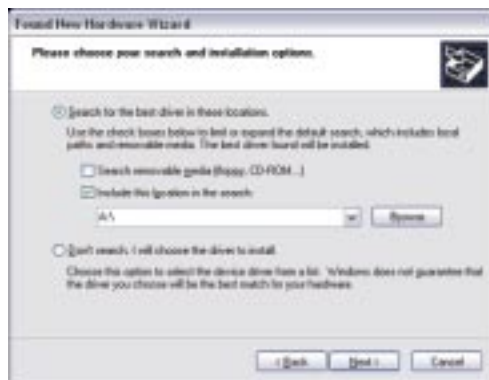 Found New Hardware Wizard
Please choose your search and installation options.
Search for the best driver in these locations.
Use the check boxes below to limit or expand the default search, which includes local
paths and removable media. The best driver found will be installed.
Search removable media (floppy, CD-ROM...)
Include this location in the search:
A:\
Browse
Don't search. I will choose the driver to install.
Choose this option to select the device driver from a list. Windows does not guarantee that
the driver you choose will be the best match for your hardware.
< Back
Next >
Cancel